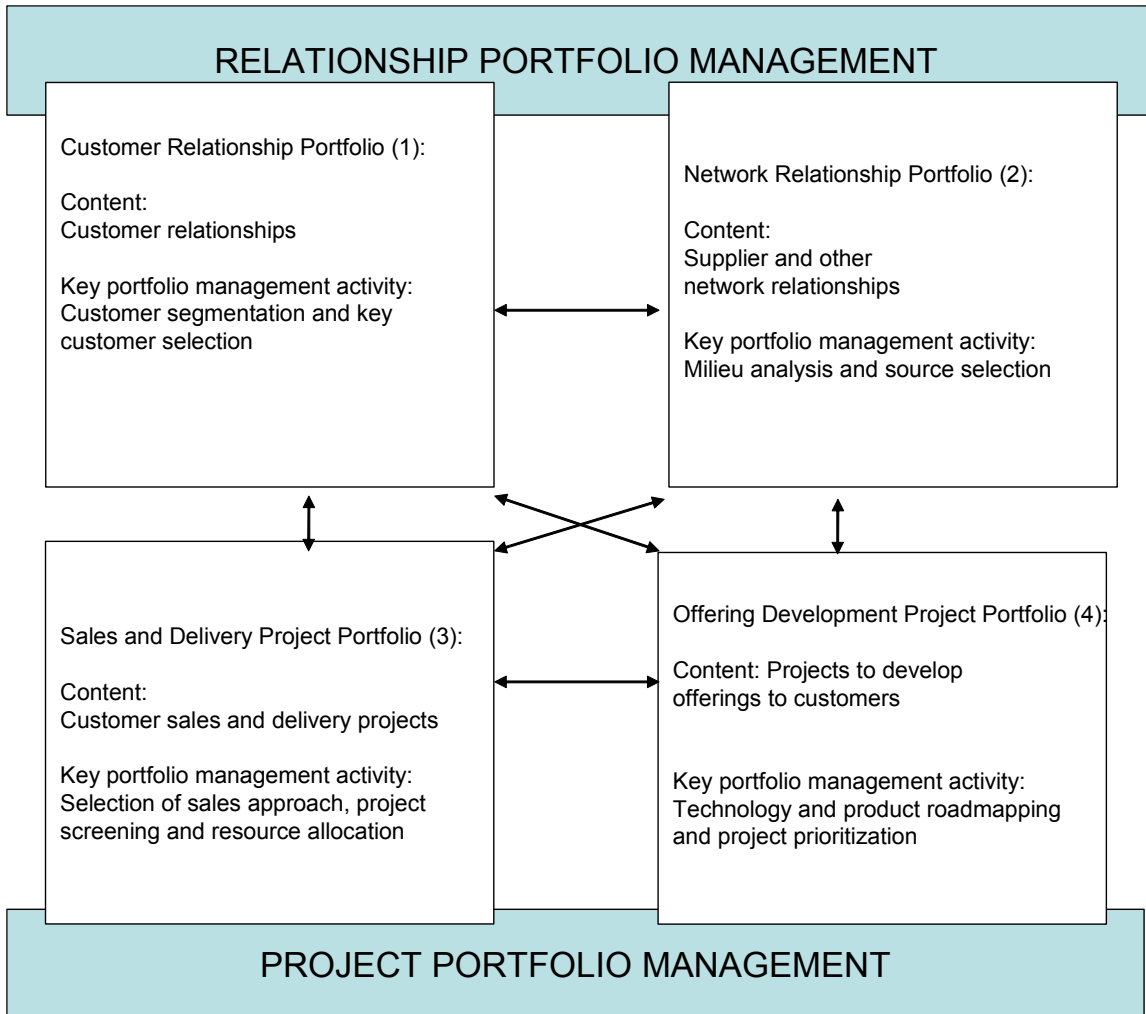 RELATIONSHIP PORTFOLIO MANAGEMENT
Customer Relationship Portfolio (1):
Content:
Customer relationships
Key portfolio management activity:
Customer segmentation and key
customer selection
Network Relationship Portfolio (2):
Content:
Supplier and other
network relationships
Key portfolio management activity:
Milieu analysis and source selection
Sales and Delivery Project Portfolio (3):
Content:
Customer sales and delivery projects
Key portfolio management activity:
Selection of sales approach, project
screening and resource allocation
Offering Development Project Portfolio (4):
Content: Projects to develop
offerings to customers
Key portfolio management activity:
Technology and product roadmapping
and project prioritization
PROJECT PORTFOLIO MANAGEMENT